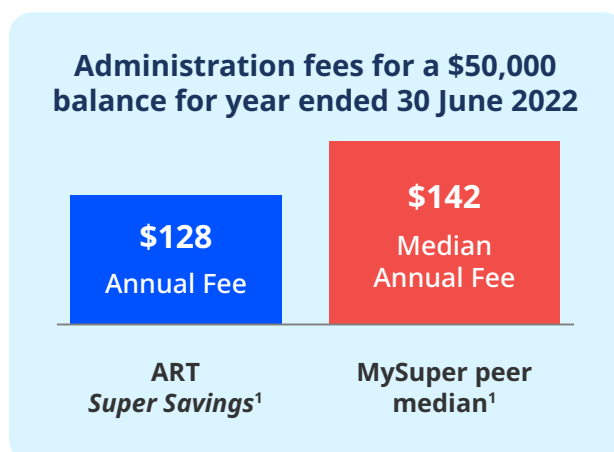 Administration fees for a $50,000
balance for year ended 30 June 2022
$128
Annual Fee
$142
Median
Annual Fee
ART
Super Savings¹
MySuper peer
median¹